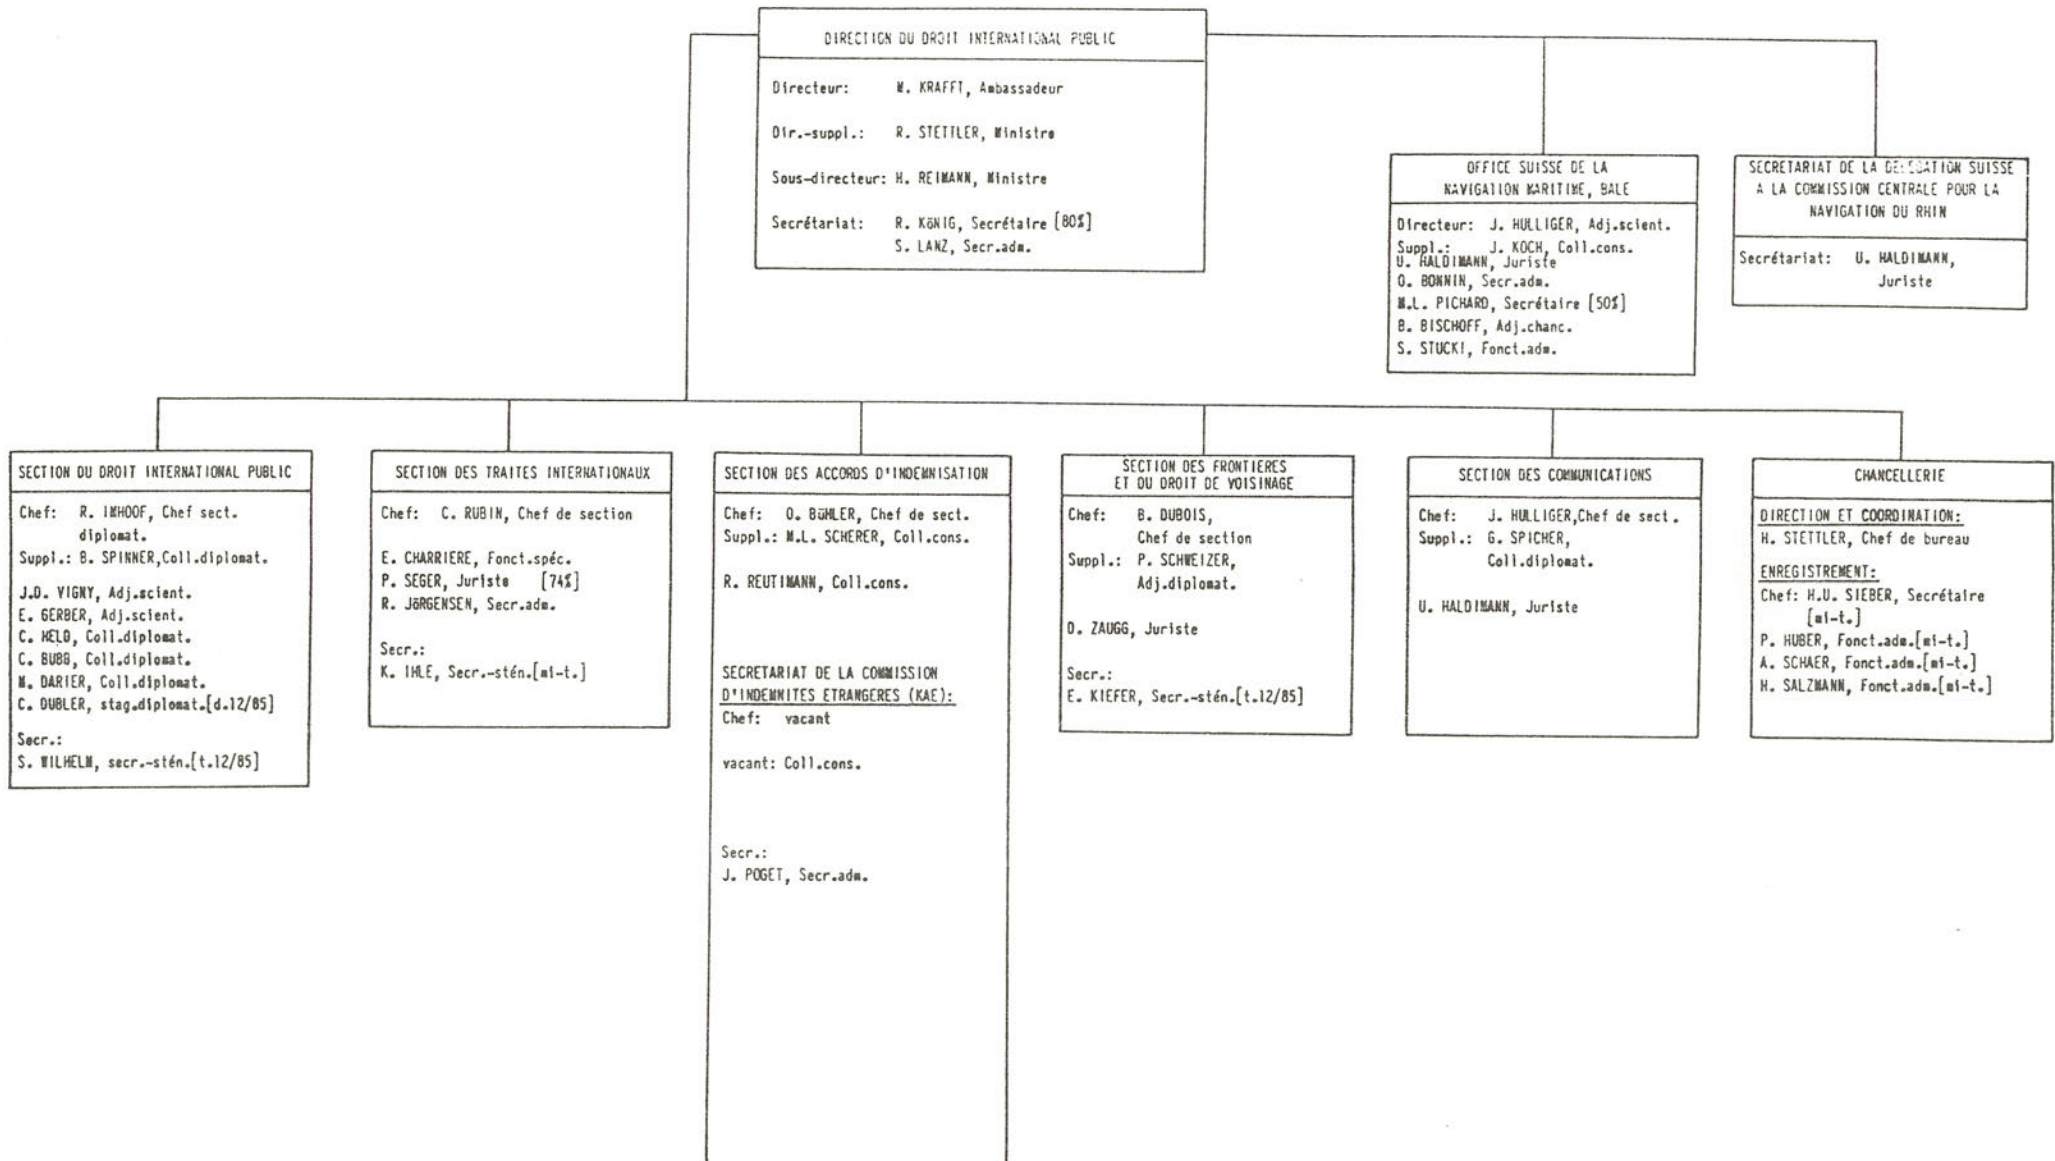 DIRECTION DU DROIT INTERNATIONAL PUBLIC
Directeur: M. KRAFFT, Ambassadeur
Dir.-suppl.: R. STETTLER, Ministre
Sous-directeur: H. REIMANN, Ministre
Secrétariat: R. KöNIG, Secrétaire [80%]
S. LANZ, Secr.adm.
OFFICE SUISSE DE LA
NAVIGATION MARITIME, BALE
Directeur: J. HULLIGER, Adj.scient.
Suppl.: J. KOCH, Coll.cons.
U. HALDIMANN, Juriste
O. BONNIN, Secr.adm.
M.L. PICHARD, Secrétaire [50%]
B. BISCHOFF, Adj.chanc.
S. STUCKI, Fonct.adm.
SECRETARIAT DE LA DELEGATION SUISSE
A LA COMMISSION CENTRALE POUR LA
NAVIGATION DU RHIN
Secrétariat: U. HALDIMANN,
Juriste
SECTION DU DROIT INTERNATIONAL PUBLIC
Chef: R. IMHOOF, Chef sect.
diplomat.
Suppl.: B. SPINNER,Coll.diplomat.
J.D. VIGNY, Adj.scient.
E. GERBER, Adj.scient.
C. HELD, Coll.diplomat.
C. BUBB, Coll.diplomat.
M. DARIER, Coll.diplomat.
C. DUBLER, stag.diplomat.[d.12/85]
Secr.:
S. WILHELM, secr.-stén.[t.12/85]
SECTION DES TRAITES INTERNATIONAUX
Chef: C. RUBIN, Chef de section
E. CHARRIERE, Fonct.spéc.
P. SEGER, Juriste [74%]
R. JöRGENSEN, Secr.adm.
Secr.:
K. IHLE, Secr.-stén.[mi-t.]
SECTION DES ACCORDS D'INDEMNISATION
Chef: O. BüHLER, Chef de sect.
Suppl.: M.L. SCHERER, Coll.cons.
R. REUTIMANN, Coll.cons.
SECRETARIAT DE LA COMMISSION
D'INDEMNITES ETRANGERES (KAE):
Chef: vacant
vacant: Coll.cons.
Secr.:
J. POGET, Secr.adm.
SECTION DES FRONTIERES
ET DU DROIT DE VOISINAGE
Chef: B. DUBOIS,
Chef de section
Suppl.: P. SCHWEIZER,
Adj.diplomat.
D. ZAUGG, Juriste
Secr.:
E. KIEFER, Secr.-stén.[t.12/85]
SECTION DES COMMUNICATIONS
Chef: J. HULLIGER,Chef de sect.
Suppl.: G. SPICHER,
Coll.diplomat.
U. HALDIMANN, Juriste
CHANCELLERIE
DIRECTION ET COORDINATION:
H. STETTLER, Chef de bureau
ENREGISTREMENT:
Chef: H.U. SIEBER, Secrétaire
[mi-t.]
P. HUBER, Fonct.adm.[mi-t.]
A. SCHAER, Fonct.adm.[mi-t.]
H. SALZMANN, Fonct.adm.[mi-t.]